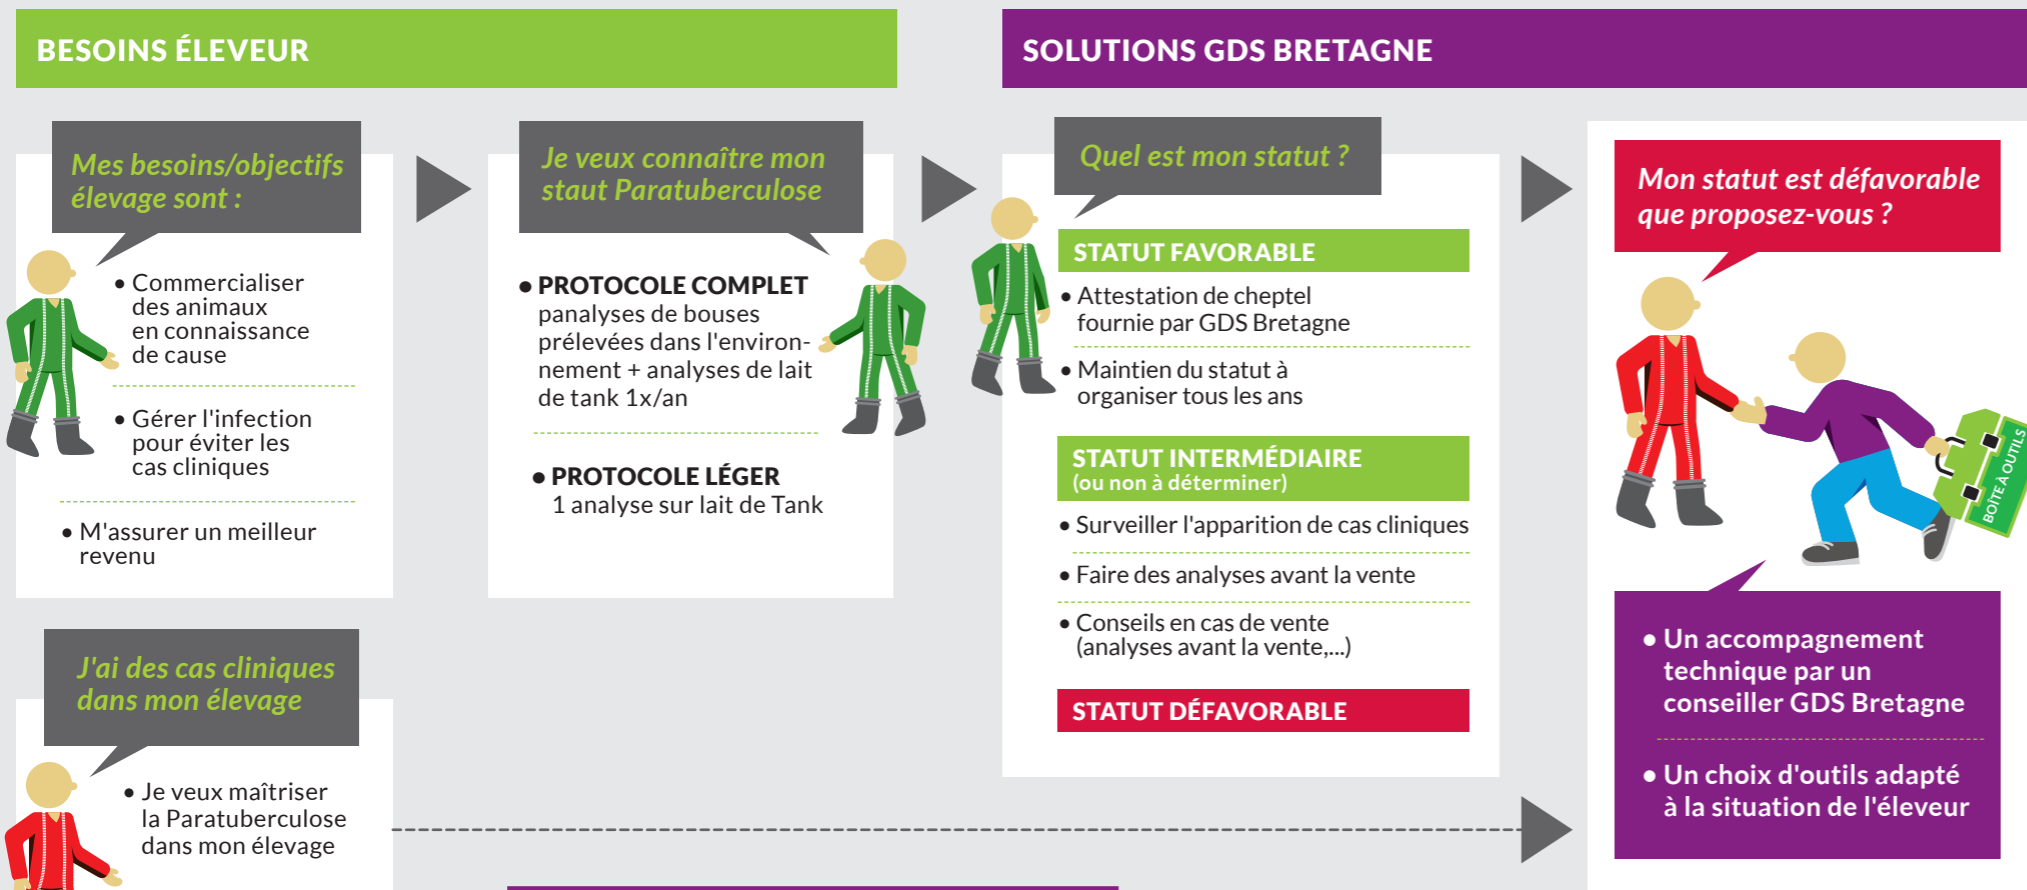 BESOINS ÉLEVEUR
SOLUTIONS GDS BRETAGNE
Mes besoins/objectifs
élevage sont :
• Commercialiser
des animaux
en connaissance
de cause
• Gérer l'infection
pour éviter les
cas cliniques
• M'assurer un meilleur
revenu
Je veux connaître mon
staut Paratuberculose
• PROTOCOLE COMPLET
panalyses de bouses
prélevées dans l'environ-
nement + analyses de lait
de tank 1x/an
• PROTOCOLE LÉGER
1 analyse sur lait de Tank
Quel est mon statut ?
STATUT FAVORABLE
• Attestation de cheptel
fournie par GDS Bretagne
• Maintien du statut à
organiser tous les ans
STATUT INTERMÉDIAIRE
(ou non à déterminer)
• Surveiller l'apparition de cas cliniques
• Faire des analyses avant la vente
• Conseils en cas de vente
(analyses avant la vente,...)
STATUT DÉFAVORABLE
Mon statut est défavorable
que proposez-vous ?
BOÎTE À OUTILS
• Un accompagnement
technique par un
conseiller GDS Bretagne
• Un choix d'outils adapté
à la situation de l'éleveur
J'ai des cas cliniques
dans mon élevage
• Je veux maîtriser
la Paratuberculose
dans mon élevage